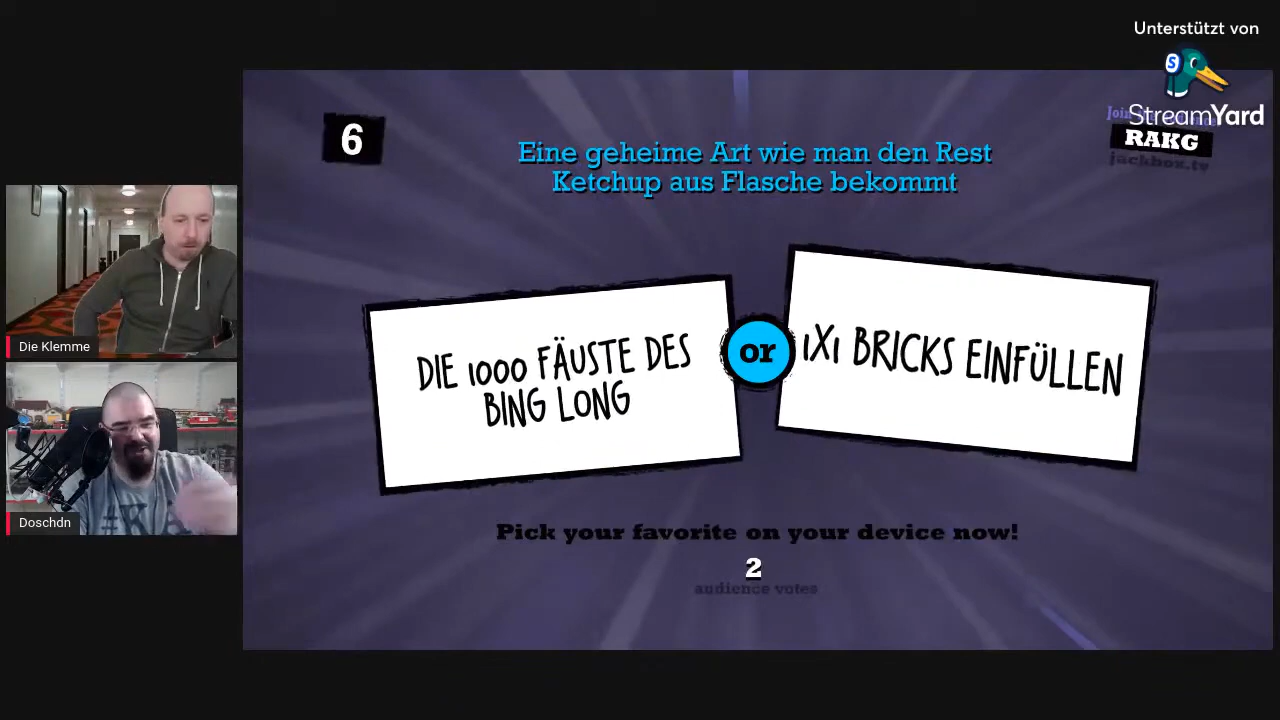 Unterstützt von
StreamYard
RAKG
jackbox.tv
6
Eine geheime Art wie man den Rest
Ketchup aus Flasche bekommt
DIE 1000 FÄUSTE DES
BING LONG
or
1X1 BRICKS EINFÜLLEN
Die Klemme
Doschdn
Pick your favorite on your device now!
2
audience votes